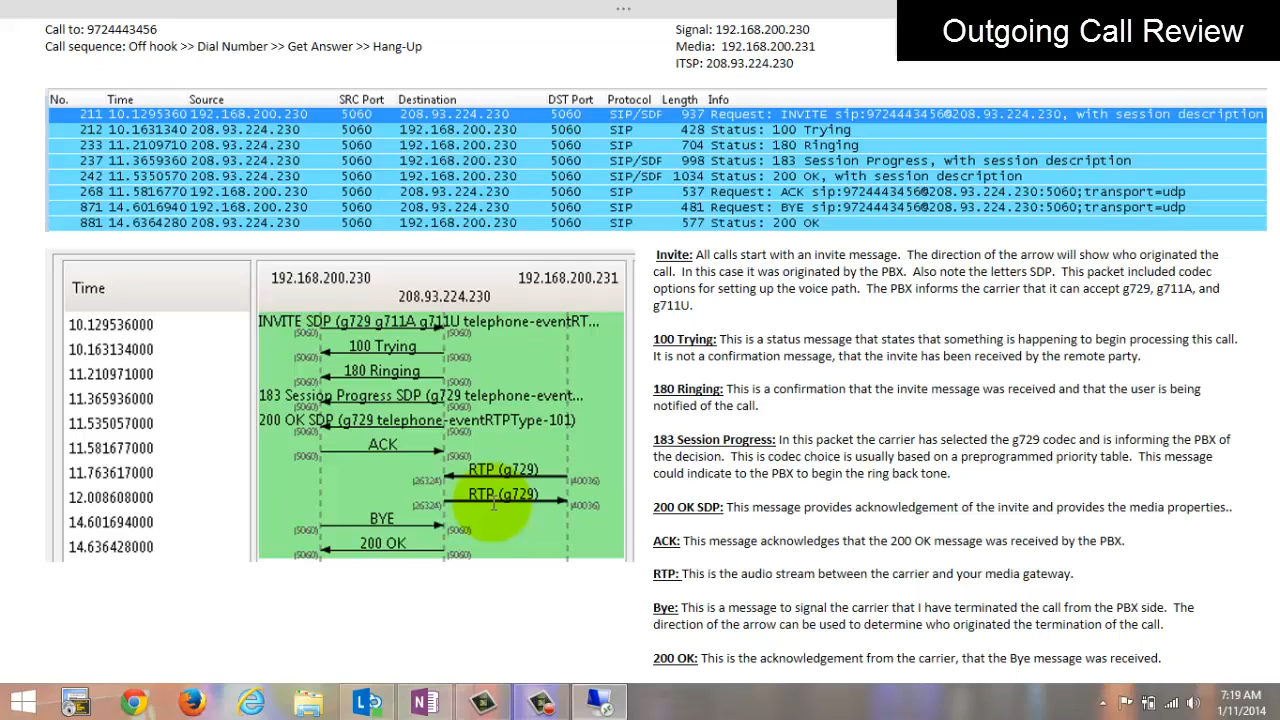 Outgoing Call Review
Call to: 9724443456
Call sequence: Off hook >> Dial Number >> Get Answer >> Hang-Up
Signal: 192.168.200.230
Media: 192.168.200.231
ITSP: 208.93.224.230
No. Time Source SRC Port Destination DST Port Protocol Length Info
211 10.1295360 192.168.200.230 5060 208.93.224.230 5060 SIP/SDF 937 Request: INVITE sip:9724443456@208.93.224.230, with session description
212 10.1631340 208.93.224.230 5060 192.168.200.230 5060 SIP 428 Status: 100 Trying
233 11.2109710 208.93.224.230 5060 192.168.200.230 5060 SIP 704 Status: 180 Ringing
237 11.3659360 208.93.224.230 5060 192.168.200.230 5060 SIP/SDF 998 Status: 183 Session Progress, with session description
242 11.5350570 208.93.224.230 5060 192.168.200.230 5060 SIP/SDF 1034 Status: 200 OK, with session description
268 11.5816770 192.168.200.230 5060 208.93.224.230 5060 SIP 537 Request: ACK sip:9724443456@208.93.224.230:5060;transport=udp
871 14.6016940 192.168.200.230 5060 208.93.224.230 5060 SIP 481 Request: BYE sip:9724443456@208.93.224.230:5060;transport=udp
881 14.6364280 208.93.224.230 5060 192.168.200.230 5060 SIP 577 Status: 200 OK
Time
192.168.200.230 192.168.200.231
208.93.224.230
10.129536000 INVITE SDP (g729 g711A g711U telephone-eventRT...
(5060) (5060)
10.163134000 100 Trying
(5060) (5060)
11.210971000 180 Ringing
(5060) (5060)
11.365936000 183 Session Progress SDP (g729 telephone-event...
(5060) (5060)
11.535057000 200 OK SDP (g729 telephone-eventRTPType-101)
(5060) (5060)
11.581677000 ACK
(5060) (5060)
11.763617000 RTP (g729)
(26324) (40036)
12.008608000 RTP (g729)
(26324) (40036)
14.601694000 BYE
(5060) (5060)
14.636428000 200 OK
(5060) (5060)
Invite: All calls start with an invite message. The direction of the arrow will show who originated the
call. In this case it was originated by the PBX. Also note the letters SDP. This packet included codec
options for setting up the voice path. The PBX informs the carrier that it can accept g729, g711A, and
g711U.
100 Trying: This is a status message that states that something is happening to begin processing this call.
It is not a confirmation message, that the invite has been received by the remote party.
180 Ringing: This is a confirmation that the invite message was received and that the user is being
notified of the call.
183 Session Progress: In this packet the carrier has selected the g729 codec and is informing the PBX of
the decision. This is codec choice is usually based on a preprogrammed priority table. This message
could indicate to the PBX to begin the ring back tone.
200 OK SDP: This message provides acknowledgement of the invite and provides the media properties..
ACK: This message acknowledges that the 200 OK message was received by the PBX.
RTP: This is the audio stream between the carrier and your media gateway.
Bye: This is a message to signal the carrier that I have terminated the call from the PBX side. The
direction of the arrow can be used to determine who originated the termination of the call.
200 OK: This is the acknowledgement from the carrier, that the Bye message was received.
7:19 AM
1/11/2014